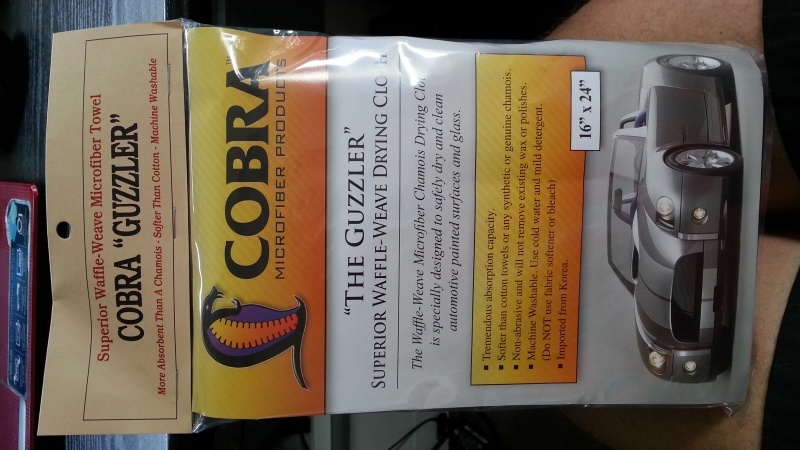 Superior Waffle-Weave Microfiber Towel
COBRA "GUZZLER"
More Absorbent Than A Chamois - Softer Than Cotton - Machine Washable
COBRA™
MICROFIBER PRODUCTS
"THE GUZZLER"
SUPERIOR WAFFLE-WEAVE DRYING CLOTH
The Waffle-Weave Microfiber Chamois Drying Cloth
is specially designed to safely dry and clean
automotive painted surfaces and glass.
▪ Tremendous absorption capacity.
▪ Softer than cotton towels or any synthetic or genuine chamois.
▪ Non-abrasive and will not remove existing wax or polishes.
▪ Machine Washable. Use cold water and mild detergent.
(Do NOT use fabric softener or bleach)
▪ Imported from Korea.
16" x 24"